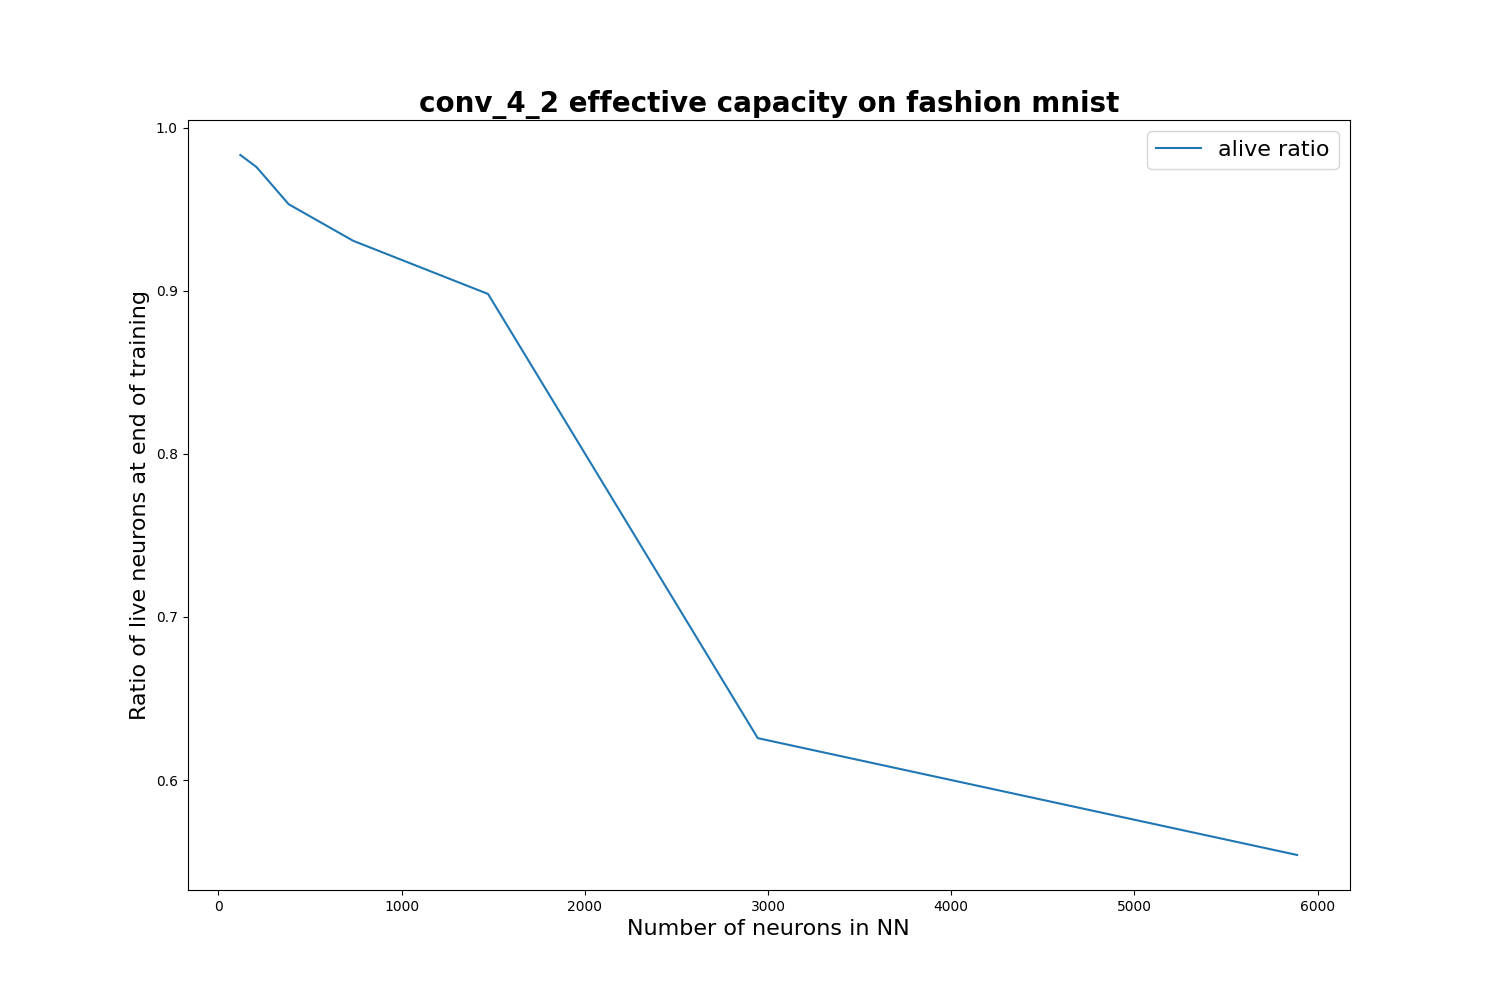 conv_4_2 effective capacity on fashion mnist
alive ratio
Ratio of live neurons at end of training
1.0
0.9
0.8
0.7
0.6
0 1000 2000 3000 4000 5000 6000
Number of neurons in NN